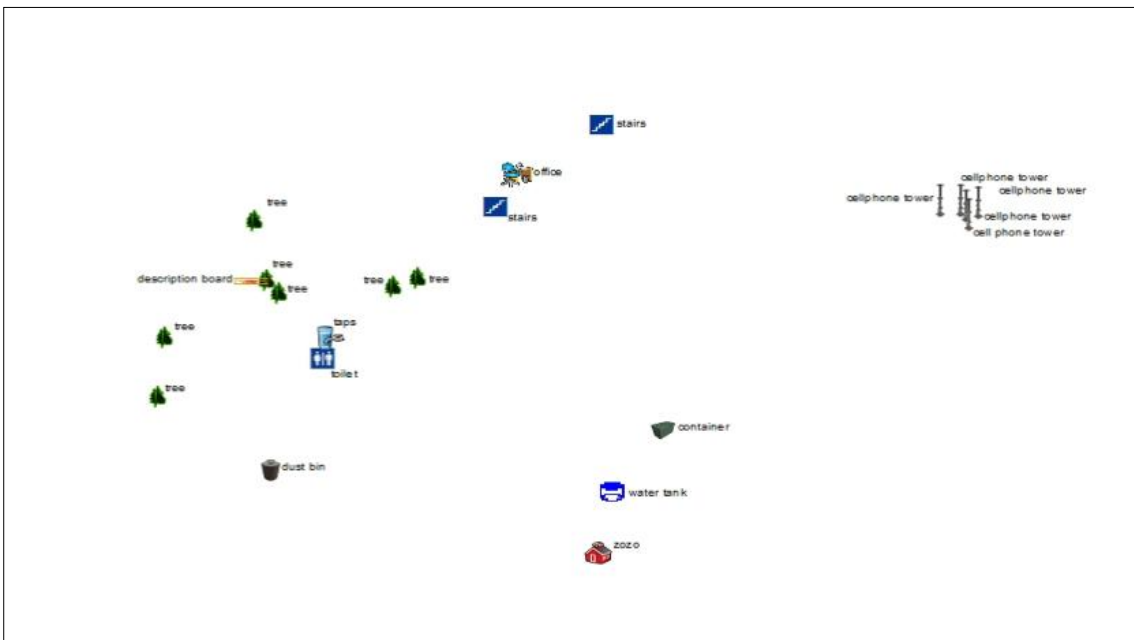 stairs
office
cellphone tower
cellphone tower
cellphone tower
tree
stairs
cellphone tower
cell phone tower
tree
description board
tree
tree
tree
tree
taps
tree
toilet
tree
container
dust bin
water tank
zozo